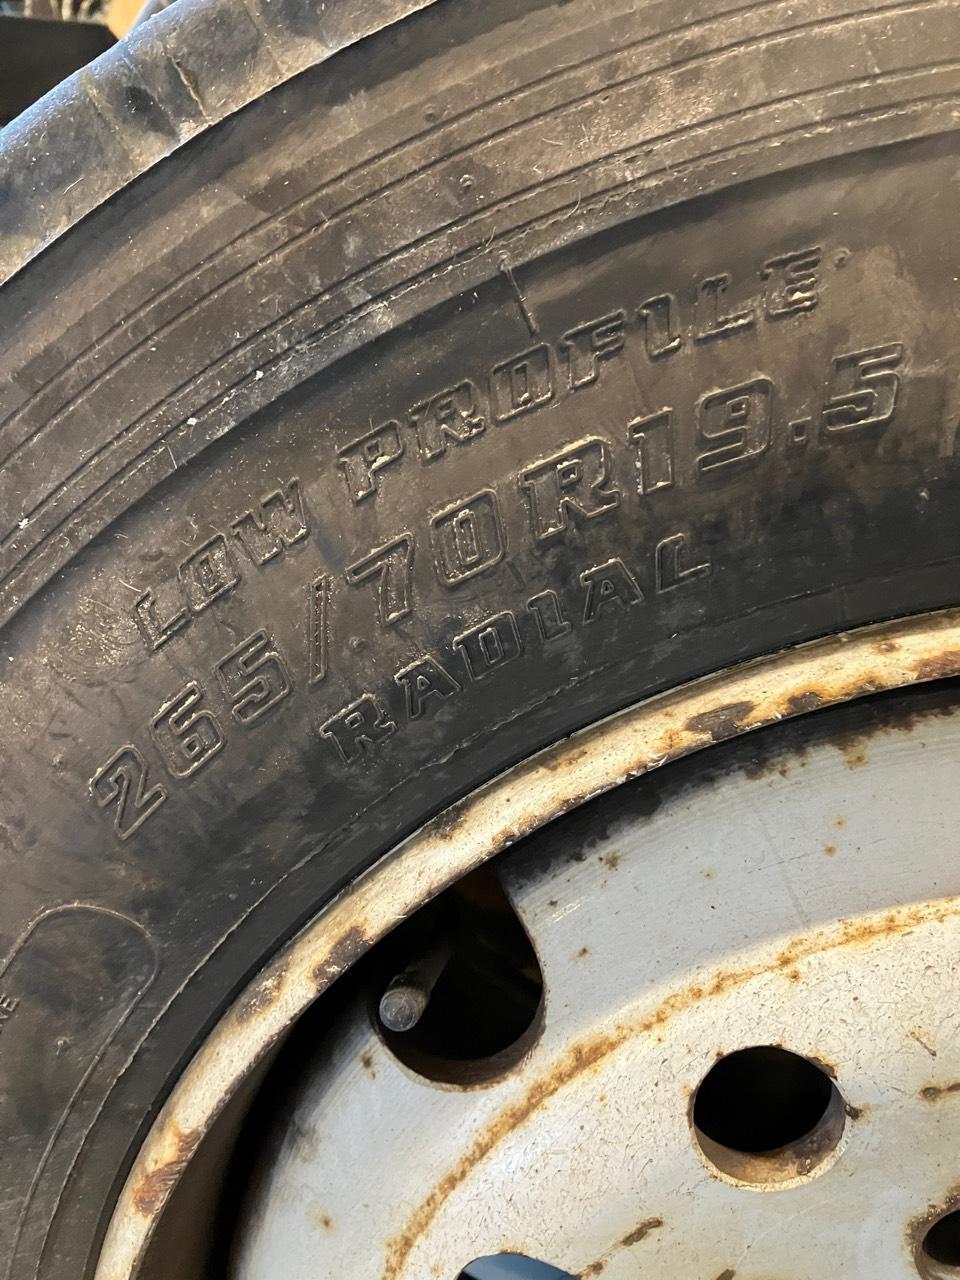 LOW PROFILE
265/70R19.5
RADIAL